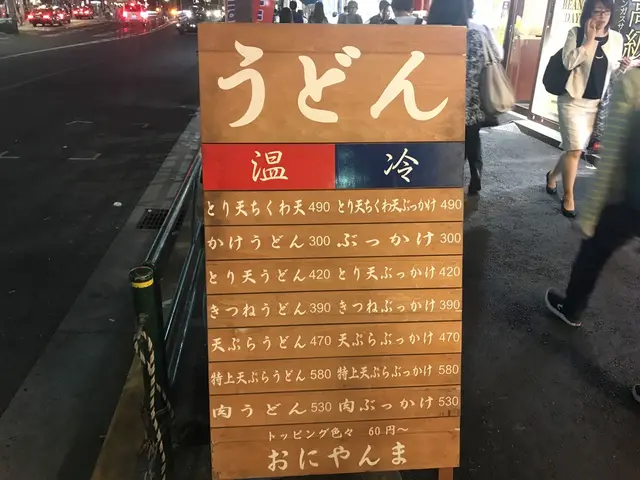 うどん
温 冷
とり天ちくわ天 490 とり天ちくわ天ぶっかけ 490
かけうどん 300 ぶっかけ 300
とり天うどん 420 とり天ぶっかけ 420
きつねうどん 390 きつねぶっかけ 390
天ぷらうどん 470 天ぷらぶっかけ 470
特上天ぷらうどん 580 特上天ぷらぶっかけ 580
肉うどん 530 肉ぶっかけ 530
トッピング色々 60円~
おにやんま